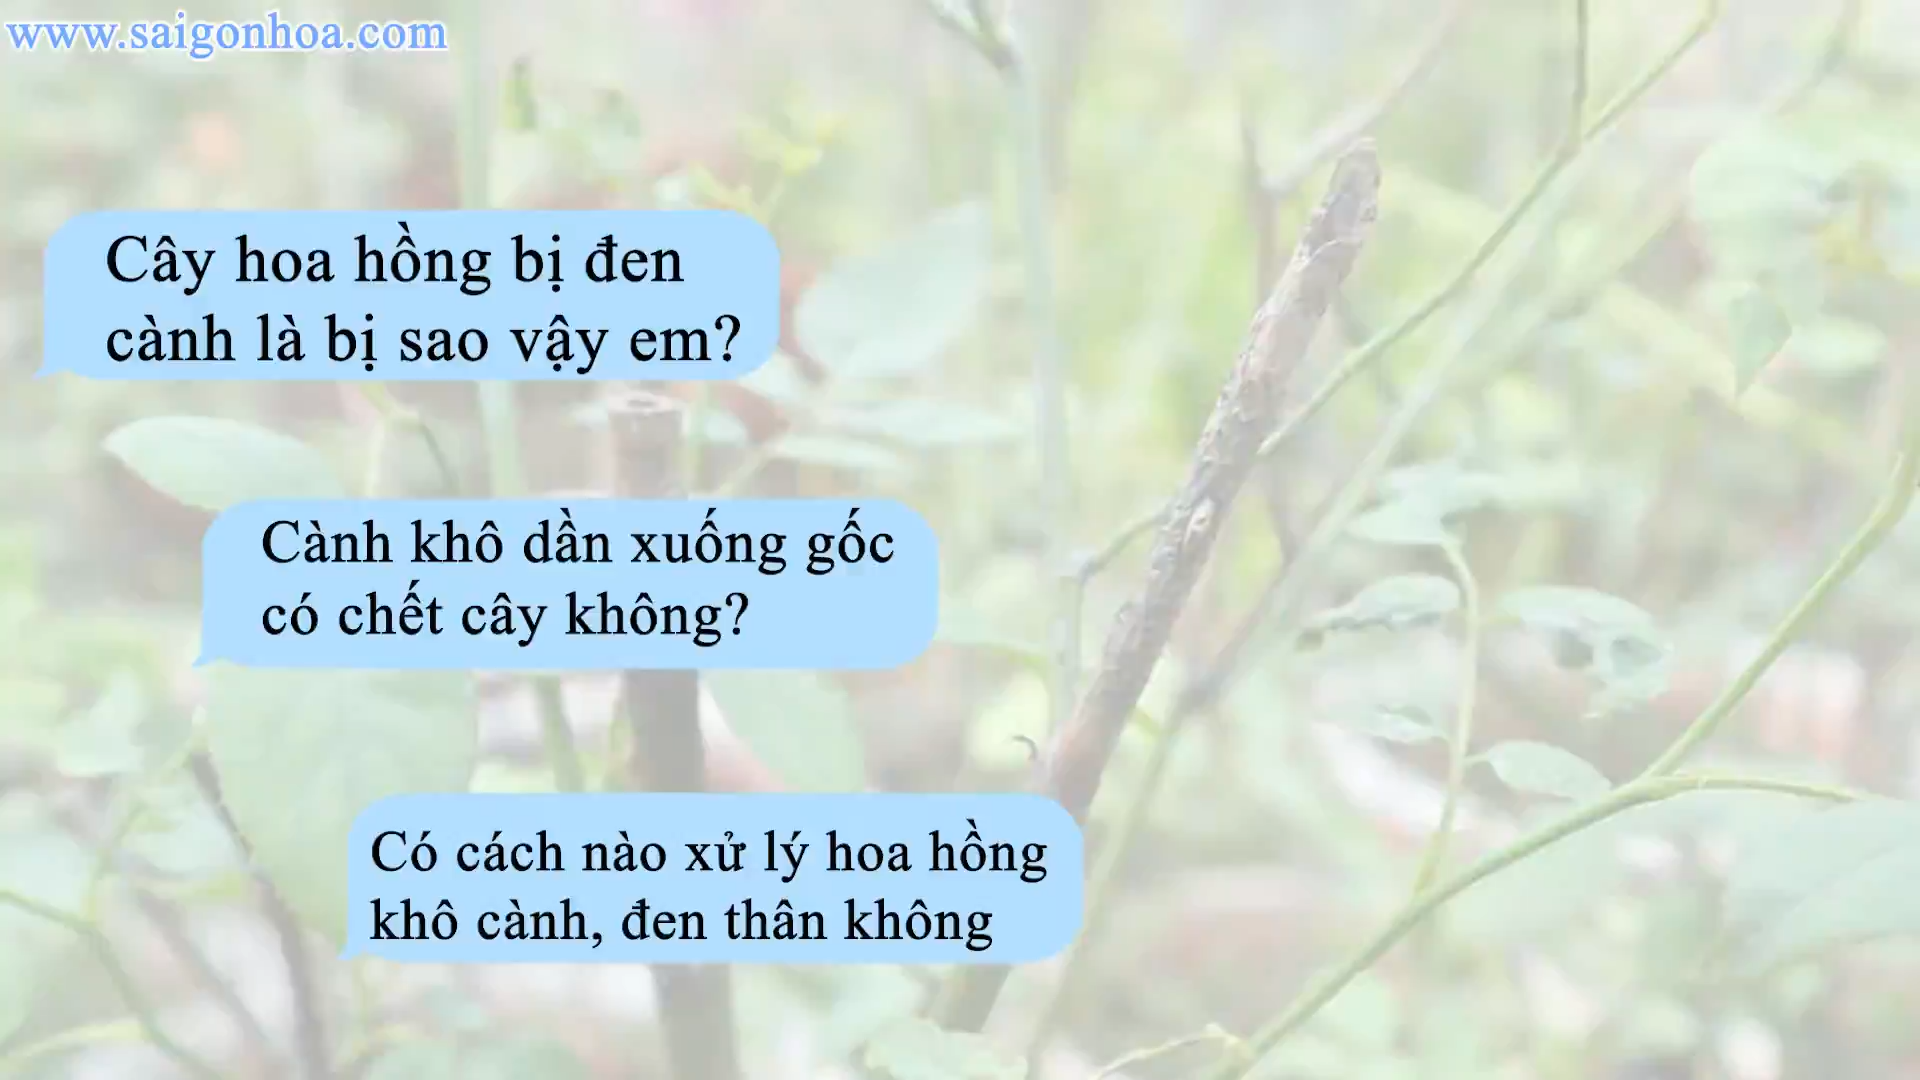 www.saigonhoa.com
Cây hoa hồng bị đen
cành là bị sao vậy em?
Cành khô dần xuống gốc
có chết cây không?
Có cách nào xử lý hoa hồng
khô cành, đen thân không